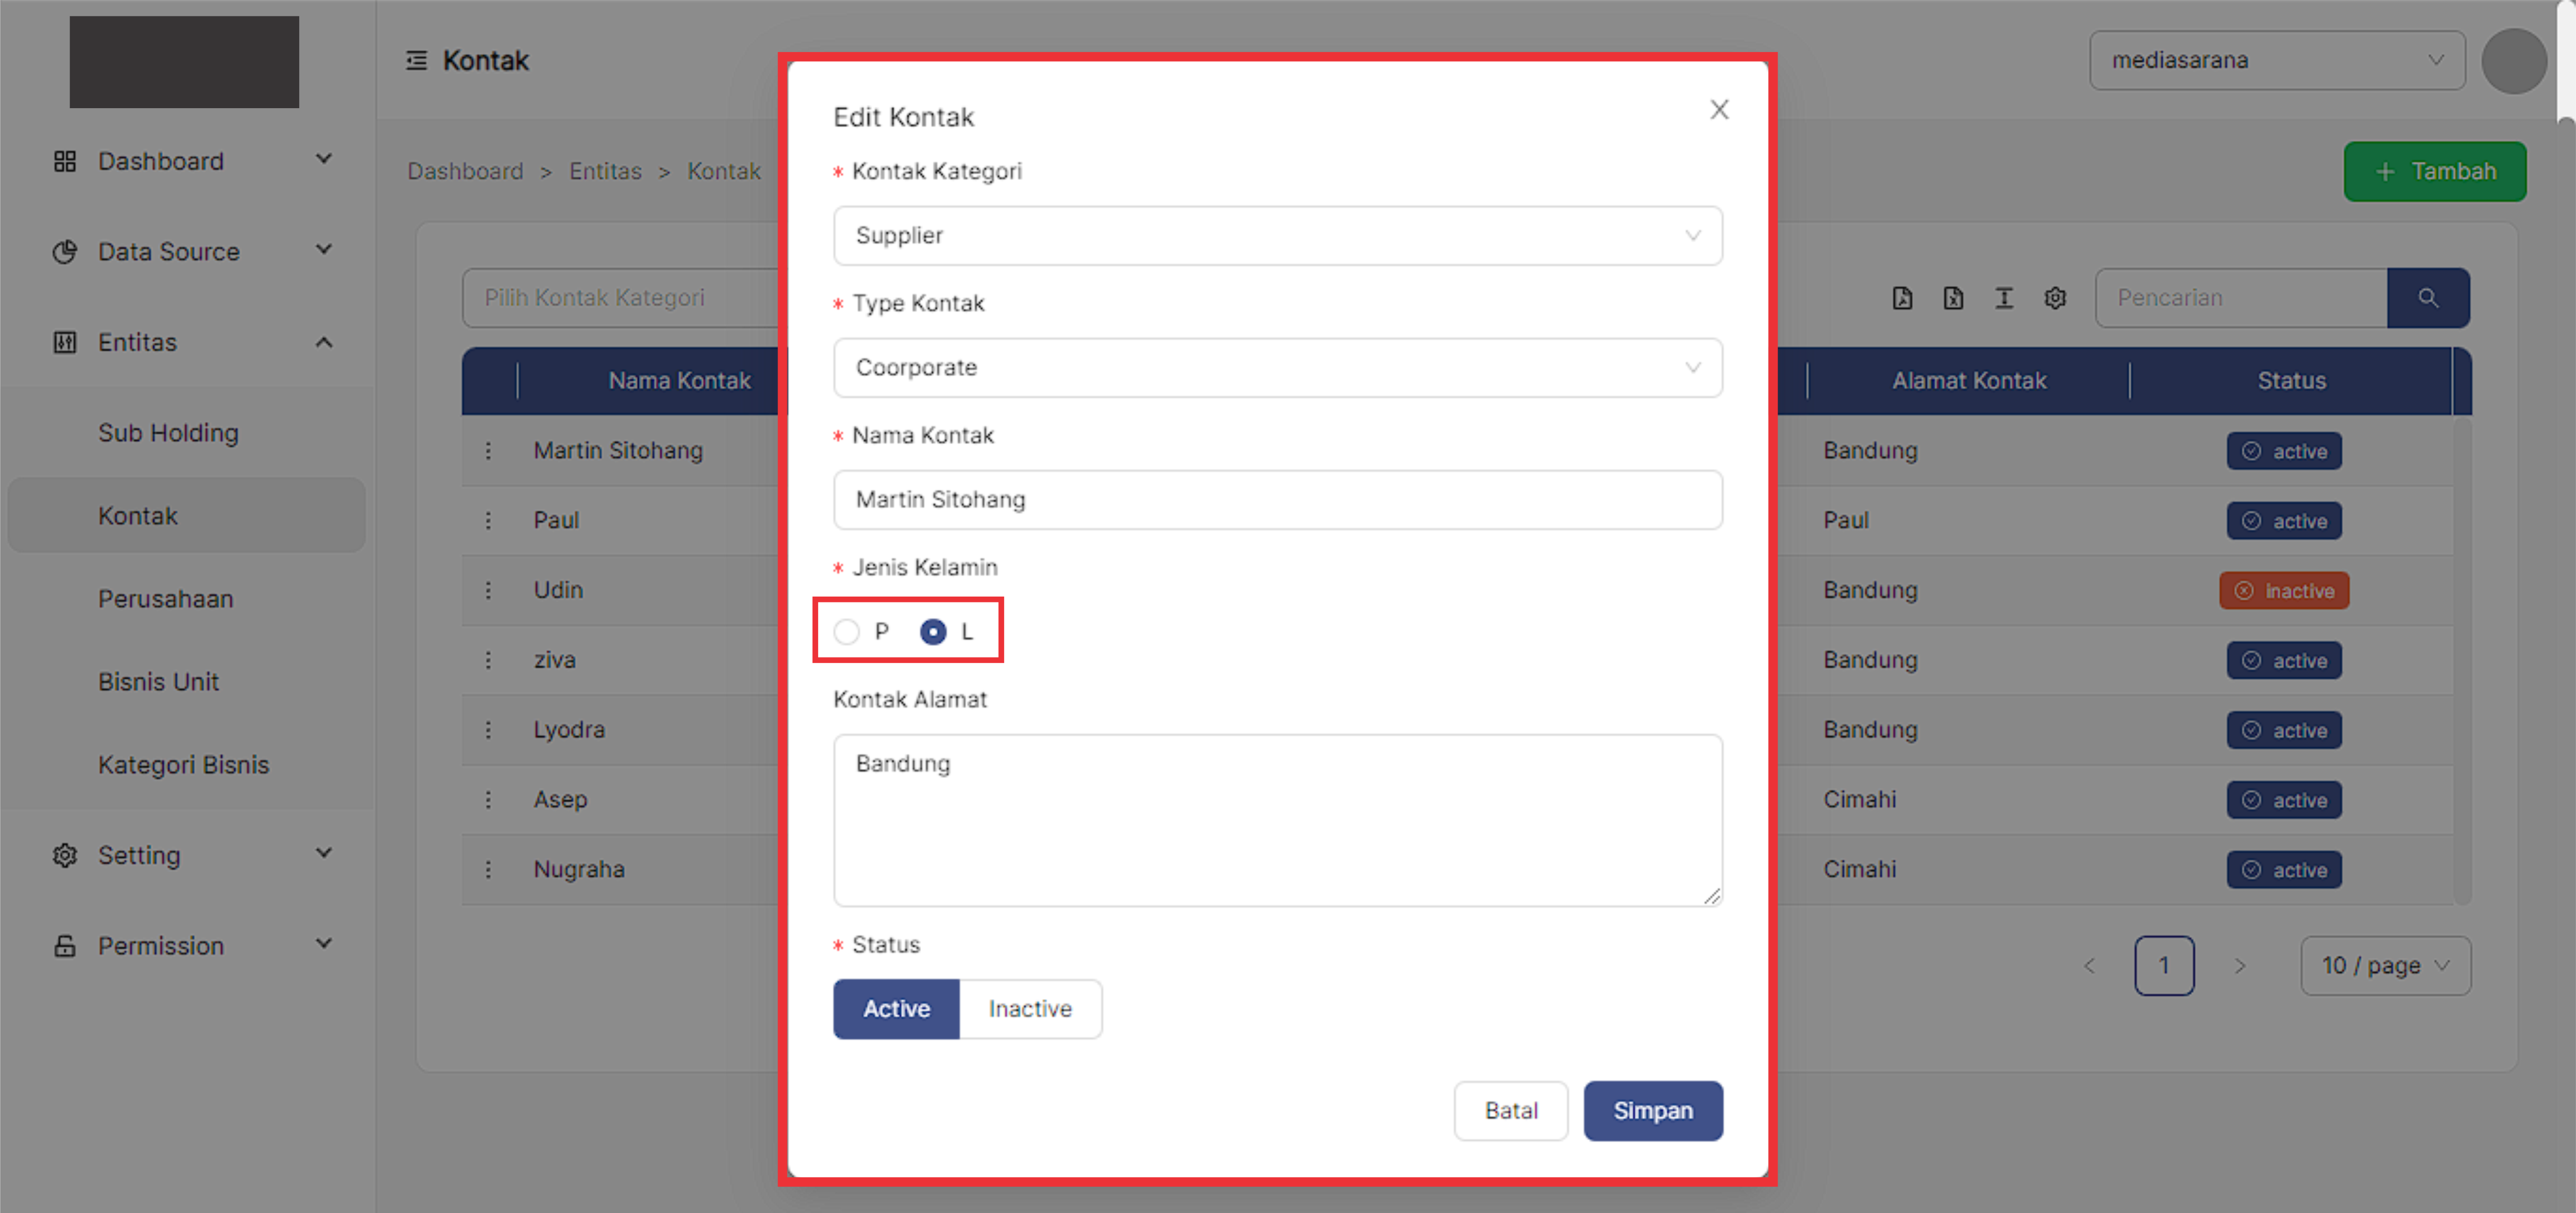 Kontak
mediasarana
Dashboard
Data Source
Entitas
Sub Holding
Kontak
Perusahaan
Bisnis Unit
Kategori Bisnis
Setting
Permission
Dashboard > Entitas > Kontak
+ Tambah
Pilih Kontak Kategori
Pencarian
Nama Kontak Alamat Kontak Status
Martin Sitohang Bandung active
Paul Paul active
Udin Bandung inactive
ziva Bandung active
Lyodra Bandung active
Asep Cimahi active
Nugraha Cimahi active
< 1 > 10 / page
Edit Kontak
* Kontak Kategori
Supplier
* Type Kontak
Coorporate
* Nama Kontak
Martin Sitohang
* Jenis Kelamin
P L
Kontak Alamat
Bandung
* Status
Active Inactive
Batal Simpan